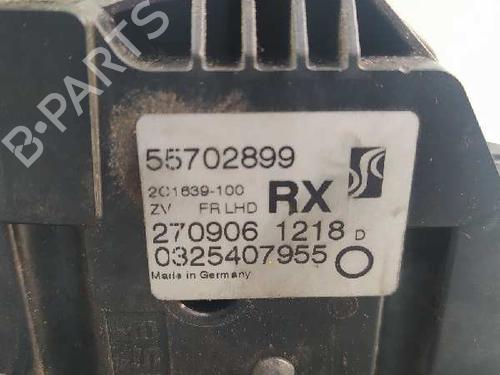 B-PARTS
55702899
2C1639-100
ZV FR LHD RX
270906 1218 D
0325407955
Made in Germany